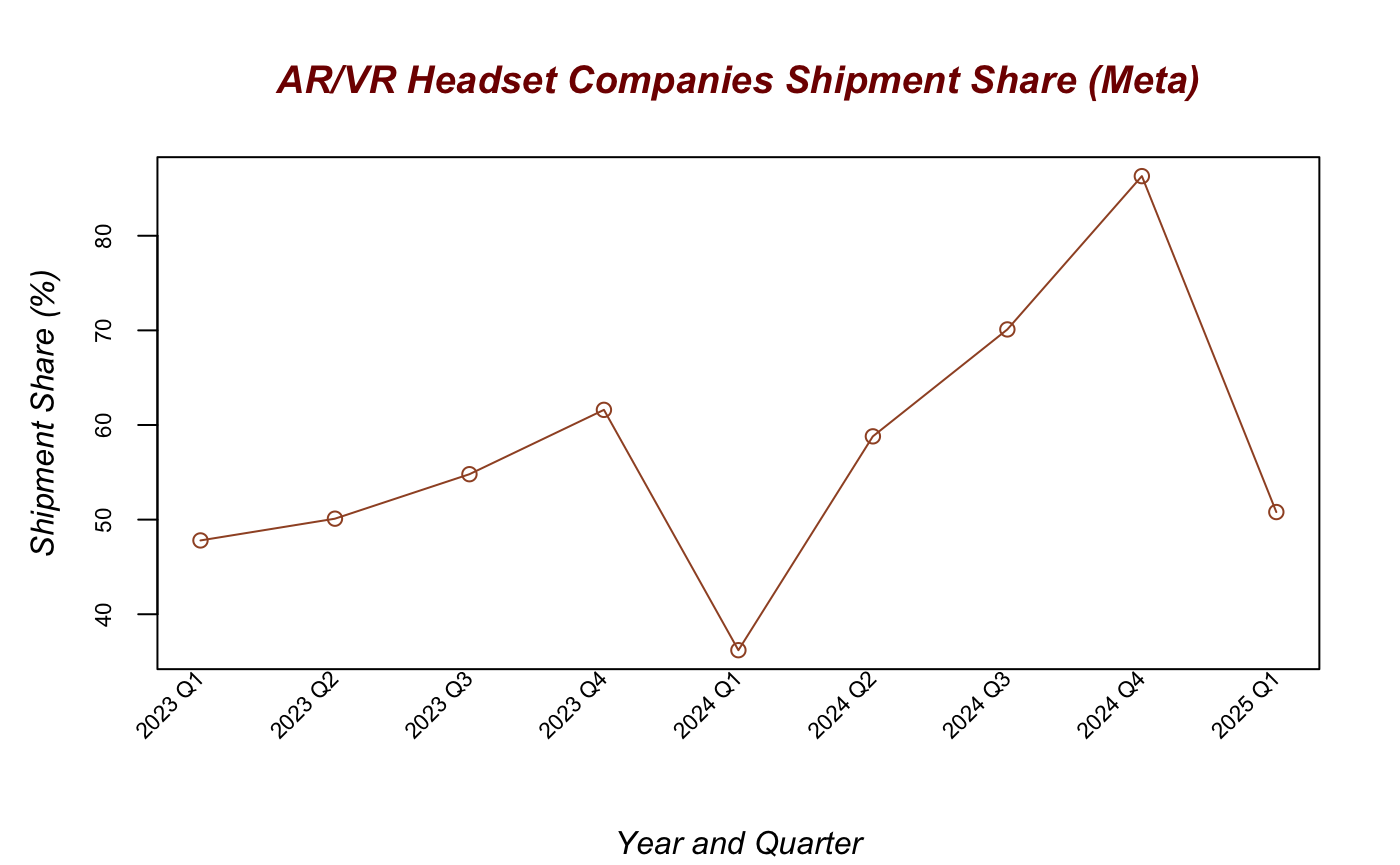 AR/VR Headset Companies Shipment Share (Meta)
Shipment Share (%)
80
70
60
50
40
2023 Q1
2023 Q2
2023 Q3
2023 Q4
2024 Q1
2024 Q2
2024 Q3
2024 Q4
2025 Q1
Year and Quarter